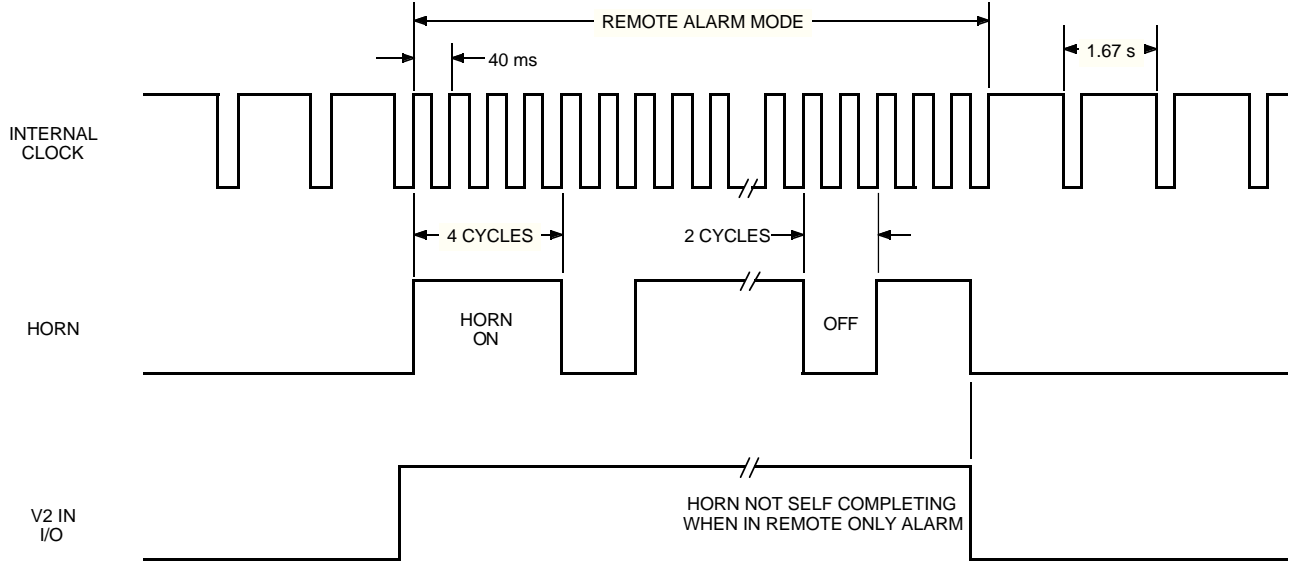 REMOTE ALARM MODE
40 ms
1.67 s
INTERNAL
CLOCK
4 CYCLES
2 CYCLES
HORN
HORN
ON
OFF
V2 IN
I/O
HORN NOT SELF COMPLETING
WHEN IN REMOTE ONLY ALARM